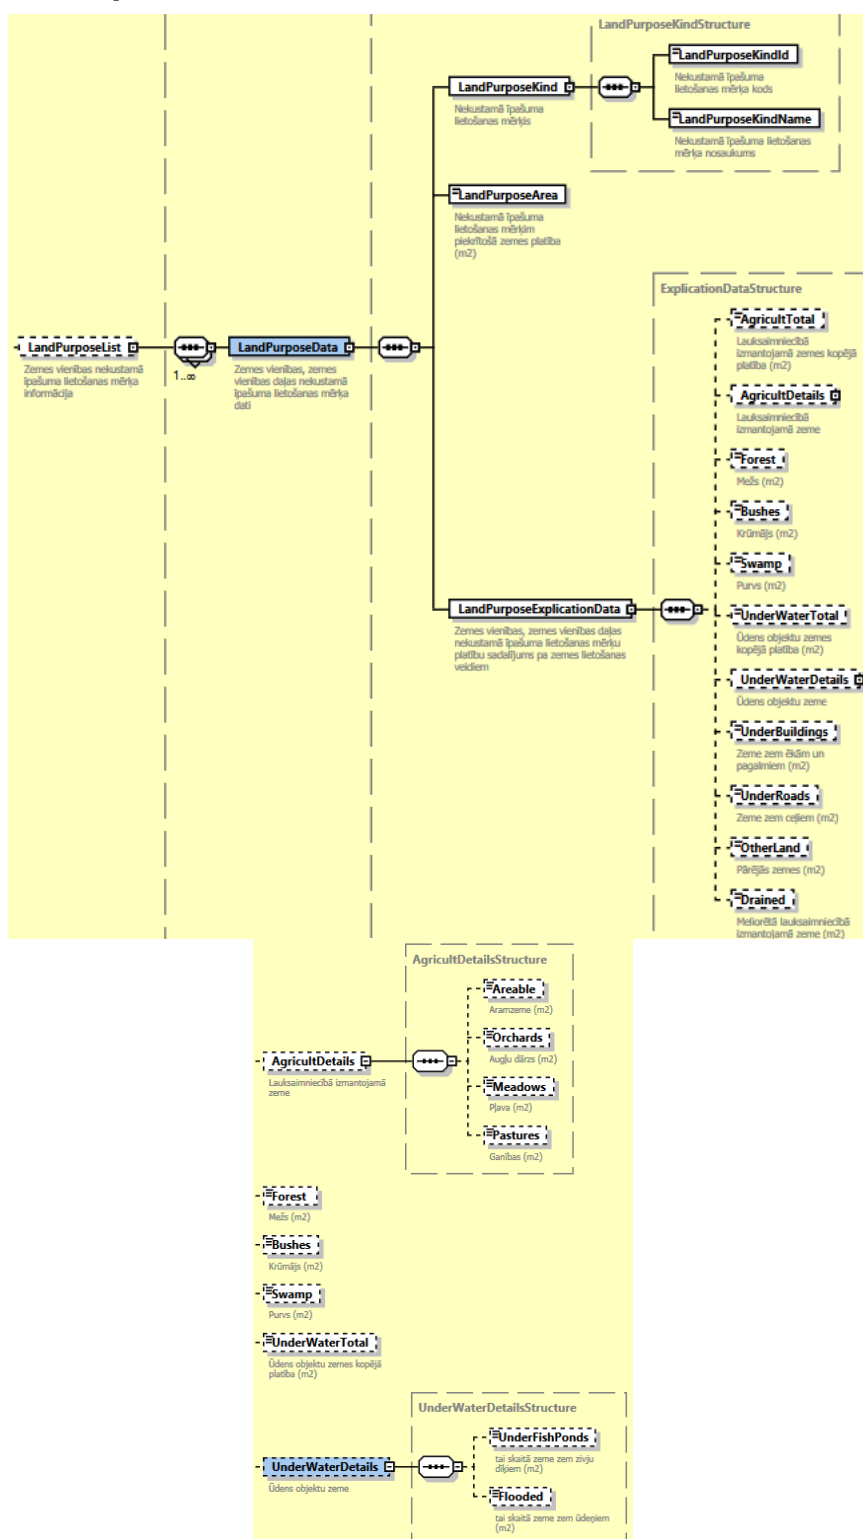 LandPurposeKindStructure
LandPurposeKindId
Nekustamā īpašuma
lietošanas mērķa kods
LandPurposeKind
Nekustamā īpašuma
lietošanas mērķis
LandPurposeKindName
Nekustamā īpašuma lietošanas
mērķa nosaukums
LandPurposeArea
Nekustamā īpašuma
lietošanas mērķim
piekrītošā zemes platība
(m2)
ExplicationDataStructure
LandPurposeList
Zemes vienības nekustamā
īpašuma lietošanas mērķa
informācija
1..∞
LandPurposeData
Zemes vienības, zemes
vienības daļas nekustamā
īpašuma lietošanas mērķa
dati
AgricultTotal
Lauksaimniecībā
izmantojamā zemes kopējā
platība (m2)
AgricultDetails
Lauksaimniecībā
izmantojamā zeme
Forest
Mežs (m2)
Bushes
Krūmājs (m2)
Swamp
Purvs (m2)
LandPurposeExplicationData
Zemes vienības, zemes vienības daļas
nekustamā īpašuma lietošanas mērķu
platību sadalījums pa zemes lietošanas
veidiem
UnderWaterTotal
Ūdens objektu zemes
kopējā platība (m2)
UnderWaterDetails
Ūdens objektu zeme
UnderBuildings
Zeme zem ēkām un
pagalmiem (m2)
UnderRoads
Zeme zem ceļiem (m2)
OtherLand
Pārējās zemes (m2)
Drained
Meliorētā lauksaimniecībā
izmantojamā zeme (m2)
AgricultDetailsStructure
Areable
Aramzeme (m2)
Orchards
Augļu dārzs (m2)
AgricultDetails
Lauksaimniecībā izmantojamā
zeme
Meadows
Pļava (m2)
Pastures
Ganības (m2)
Forest
Mežs (m2)
Bushes
Krūmājs (m2)
Swamp
Purvs (m2)
UnderWaterTotal
Ūdens objektu zemes kopējā
platība (m2)
UnderWaterDetailsStructure
UnderFishPonds
tai skaitā zeme zem zivju
dīķiem (m2)
UnderWaterDetails
Ūdens objektu zeme
Flooded
tai skaitā zeme zem ūdeņiem
(m2)